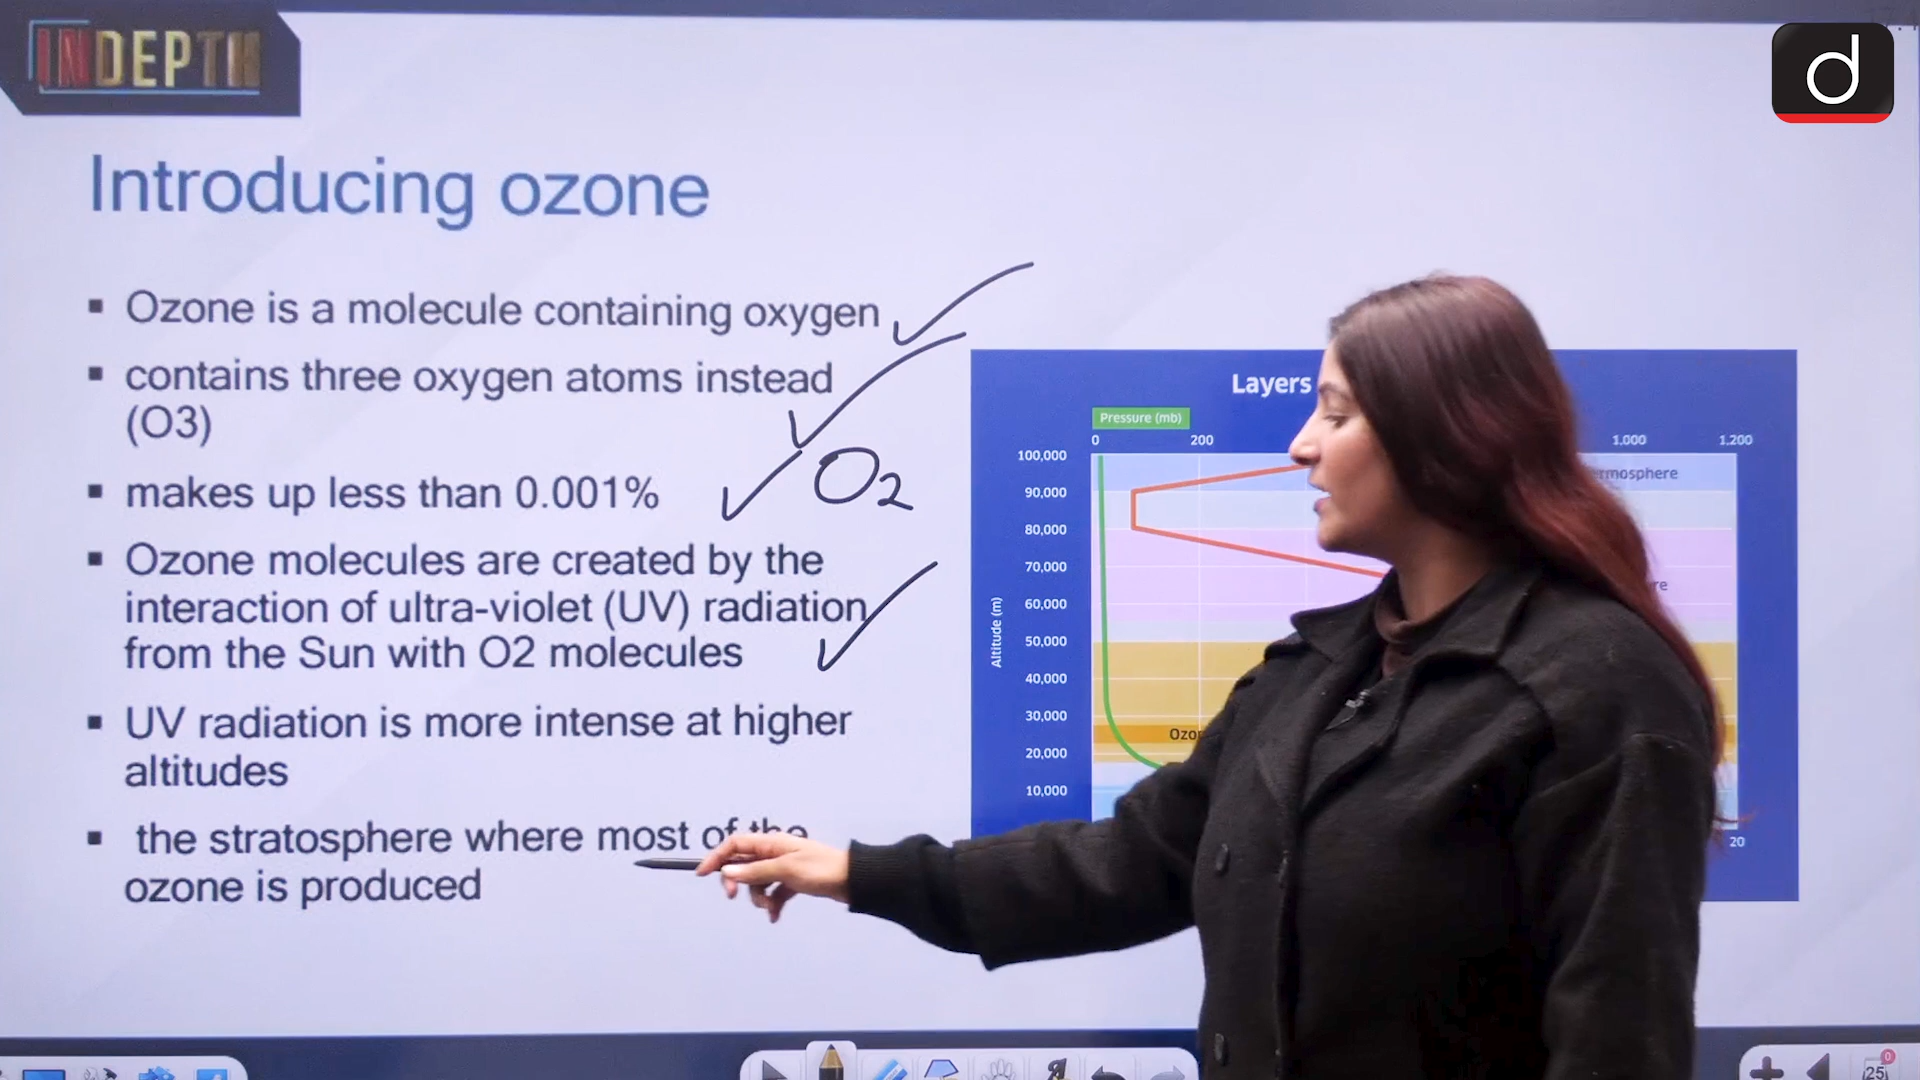 INDEPTH
d
Introducing ozone
▪ Ozone is a molecule containing oxygen
▪ contains three oxygen atoms instead
(O3)
O2
▪ makes up less than 0.001%
▪ Ozone molecules are created by the
interaction of ultra-violet (UV) radiation
from the Sun with O2 molecules
▪ UV radiation is more intense at higher
altitudes
▪ the stratosphere where most of the
ozone is produced
Layers
Pressure (mb)
0 200 1,000 1,200
100,000
90,000
80,000
70,000
60,000
50,000
40,000
30,000
20,000
10,000
Altitude (m)
20
25
0